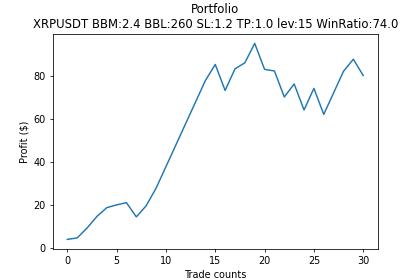 Portfolio
XRPUSDT BBM:2.4 BBL:260 SL:1.2 TP:1.0 lev:15 WinRatio:74.0
80
60
40
20
0
Profit ($)
0 5 10 15 20 25 30
Trade counts